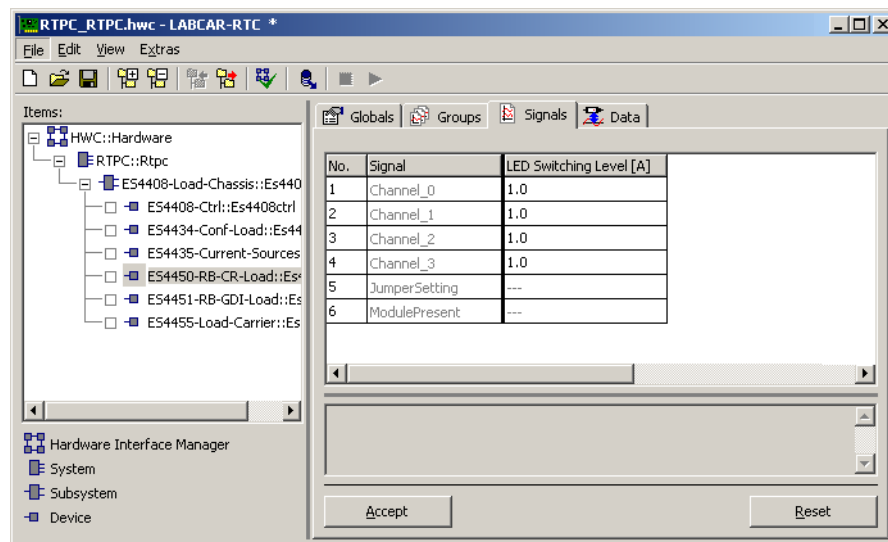 RTPC_RTPC.hwc - LABCAR-RTC *
File Edit View Extras
Items:
HWC::Hardware
RTPC::Rtpc
ES4408-Load-Chassis::Es440
ES4408-Ctrl::Es4408ctrl
ES4434-Conf-Load::Es44
ES4435-Current-Sources
ES4450-RB-CR-Load::Es4
ES4451-RB-GDI-Load::Es
ES4455-Load-Carrier::Es
Hardware Interface Manager
System
Subsystem
Device
Globals Groups Signals Data
No. Signal LED Switching Level [A]
1 Channel_0 1.0
2 Channel_1 1.0
3 Channel_2 1.0
4 Channel_3 1.0
5 JumperSetting ---
6 ModulePresent ---
Accept Reset